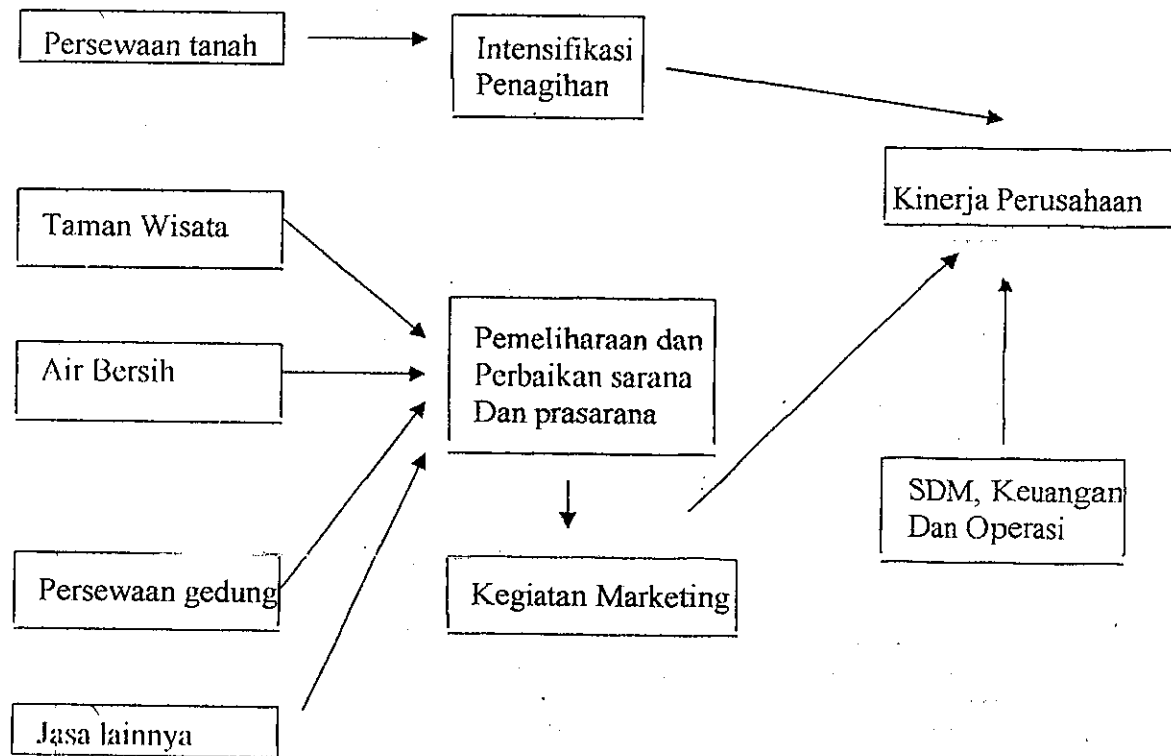 Persewaan tanah
Intensifikasi
Penagihan
Kinerja Perusahaan
Taman Wisata
Air Bersih
Pemeliharaan dan
Perbaikan sarana
Dan prasarana
SDM, Keuangan
Dan Operasi
Persewaan gedung
Kegiatan Marketing
Jasa lainnya